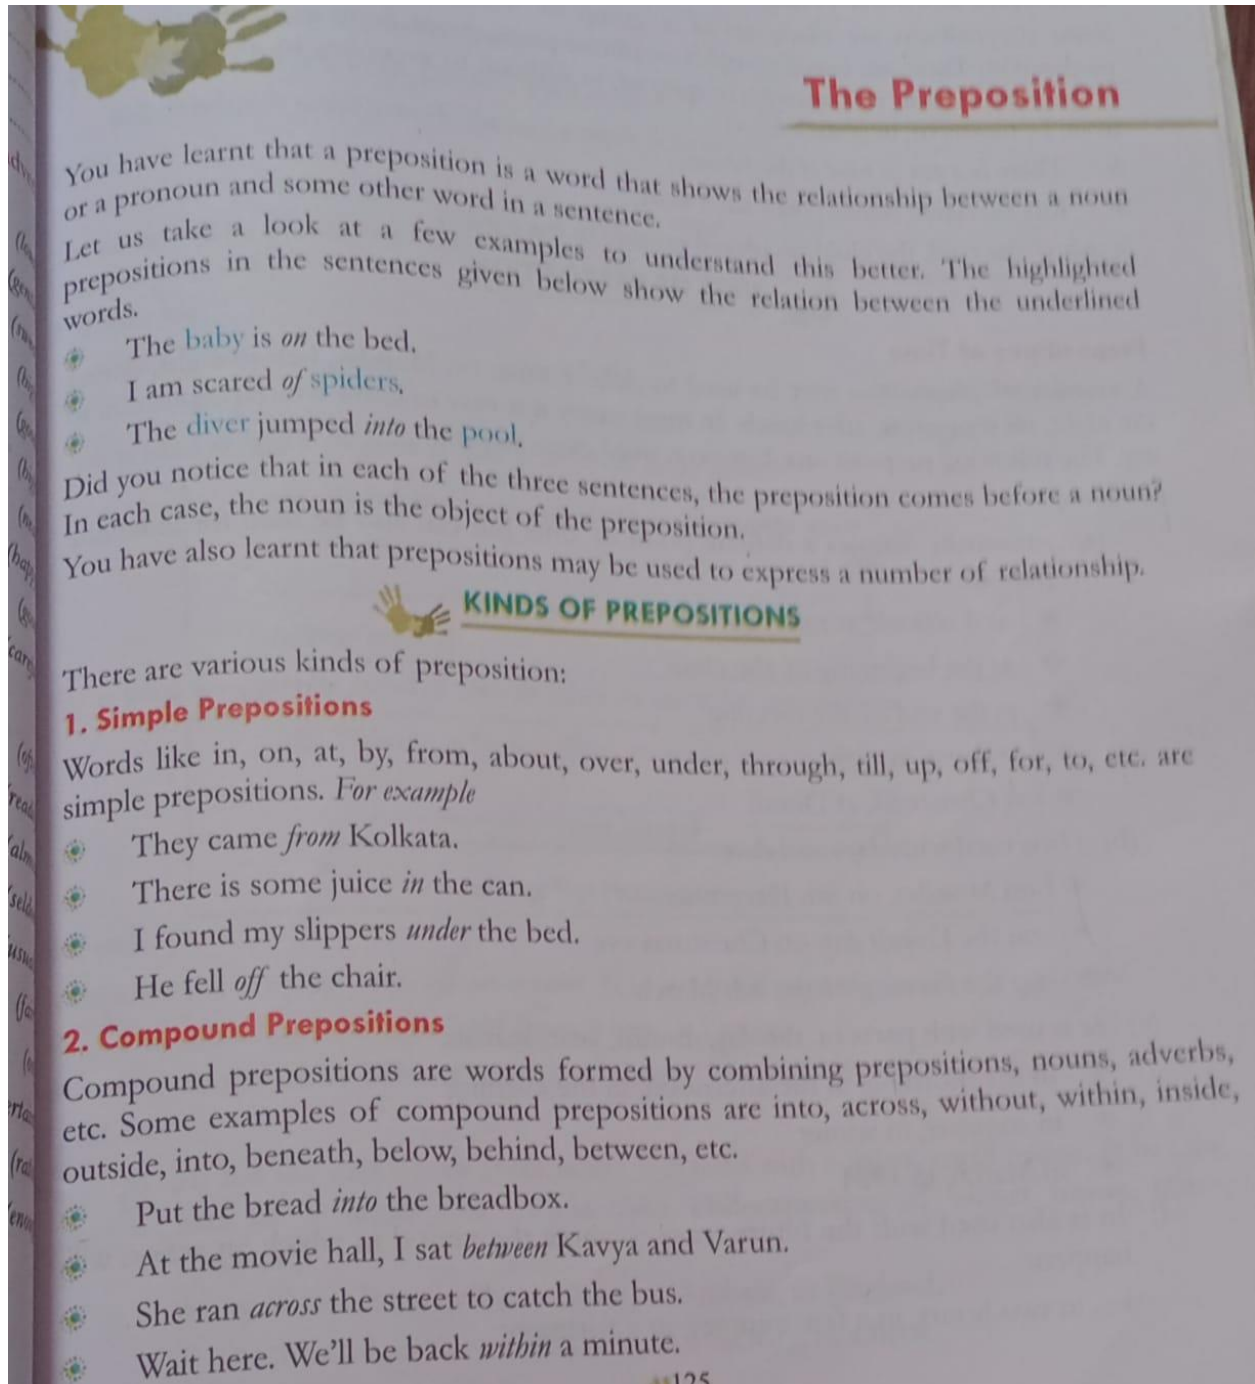 The Preposition
You have learnt that a preposition is a word that shows the relationship between a noun
or a pronoun and some other word in a sentence.
Let us take a look at a few examples to understand this better. The highlighted
prepositions in the sentences given below show the relation between the underlined
words.
The baby is on the bed.
I am scared of spiders.
The diver jumped into the pool.
Did you notice that in each of the three sentences, the preposition comes before a noun?
In each case, the noun is the object of the preposition.
You have also learnt that prepositions may be used to express a number of relationship.
KINDS OF PREPOSITIONS
There are various kinds of preposition:
1. Simple Prepositions
Words like in, on, at, by, from, about, over, under, through, till, up, off, for, to, etc. are
simple prepositions. For example
They came from Kolkata.
There is some juice in the can.
I found my slippers under the bed.
He fell off the chair.
2. Compound Prepositions
Compound prepositions are words formed by combining prepositions, nouns, adverbs,
etc. Some examples of compound prepositions are into, across, without, within, inside,
outside, into, beneath, below, behind, between, etc.
Put the bread into the breadbox.
At the movie hall, I sat between Kavya and Varun.
She ran across the street to catch the bus.
Wait here. We'll be back within a minute.
125